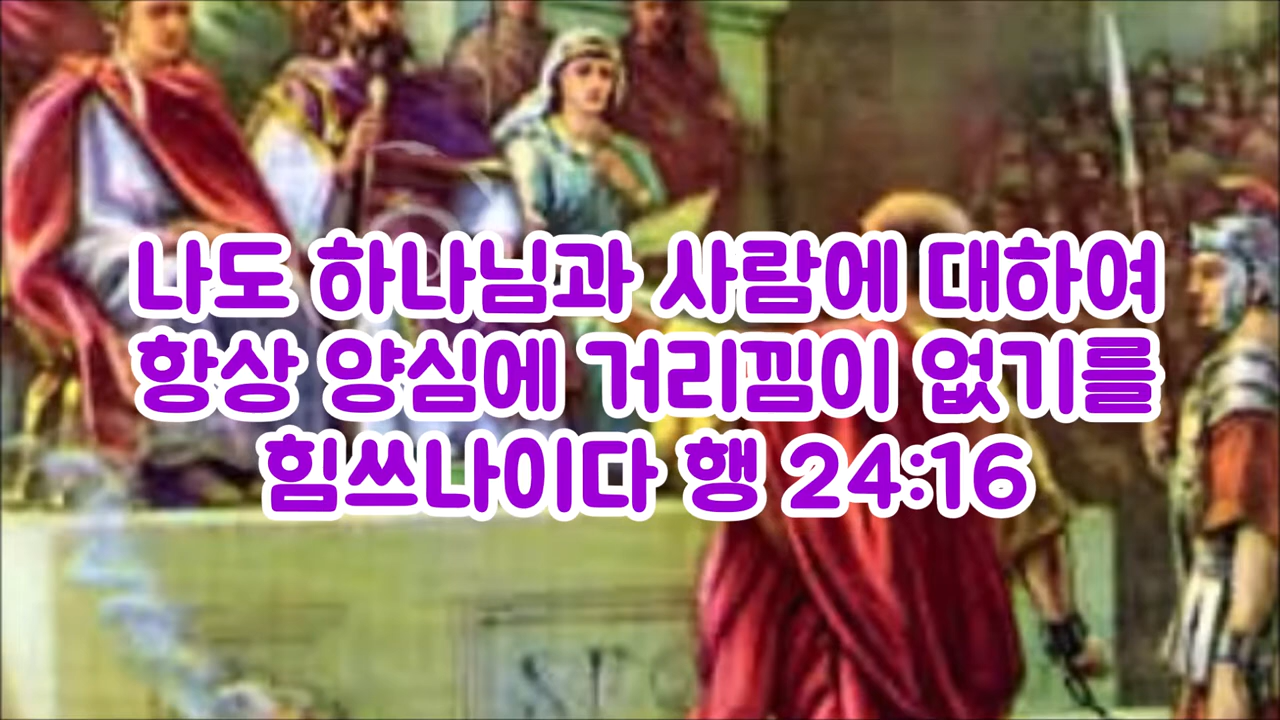 나도 하나님과 사람에 대하여
항상 양심에 거리낌이 없기를
힘쓰나이다 행 24:16